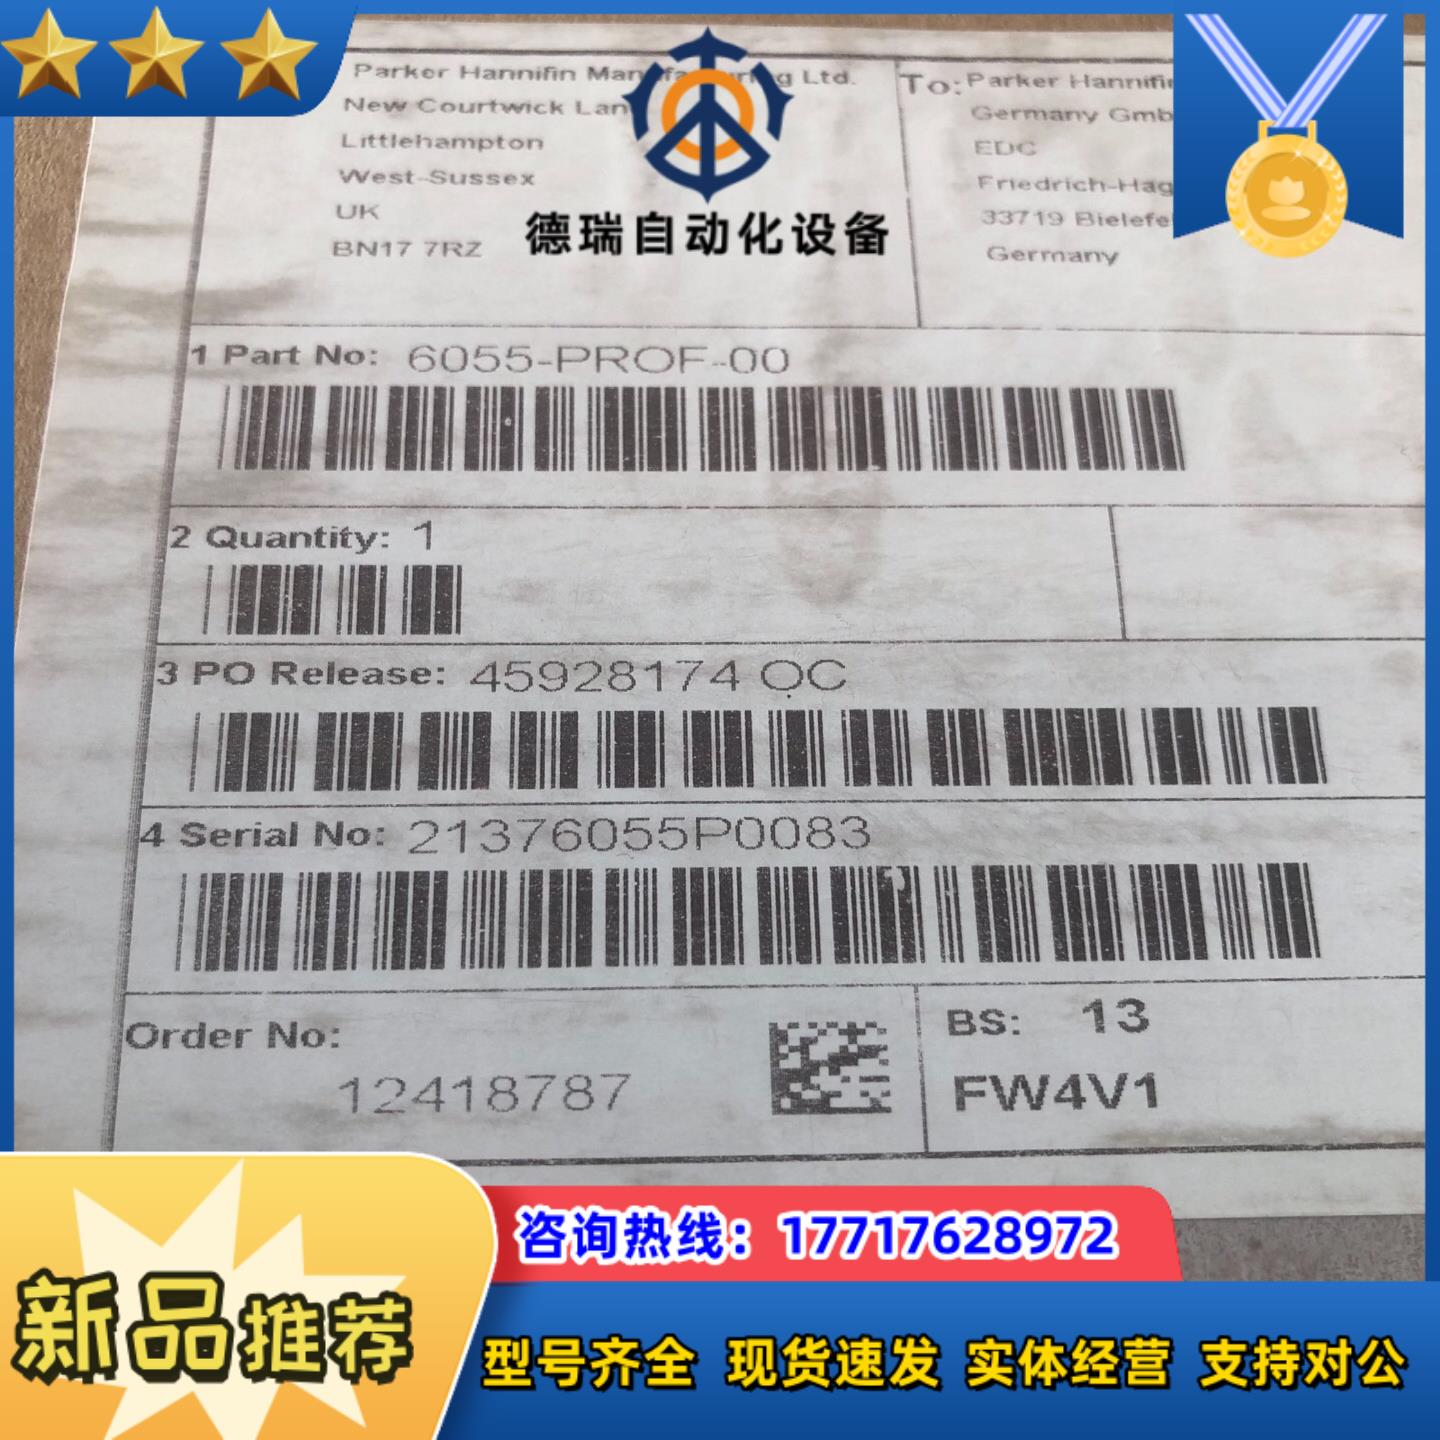 Parker Hannifin Manufacturing Ltd.
New Courtwick Lan
Littlehampton
West-Sussex
UK
BN17 7RZ
To: Parker Hannifin
Germany Gmb
EDC
Friedrich-Hag
33719 Bielefe
Germany
德瑞自动化设备
1 Part No: 6055-PROF-00
2 Quantity: 1
3 PO Release: 45928174 OC
4 Serial No: 21376055P0083
Order No:
12418787
BS: 13
FW4V1
咨询热线：17717628972
新品推荐
型号齐全 现货速发 实体经营 支持对公